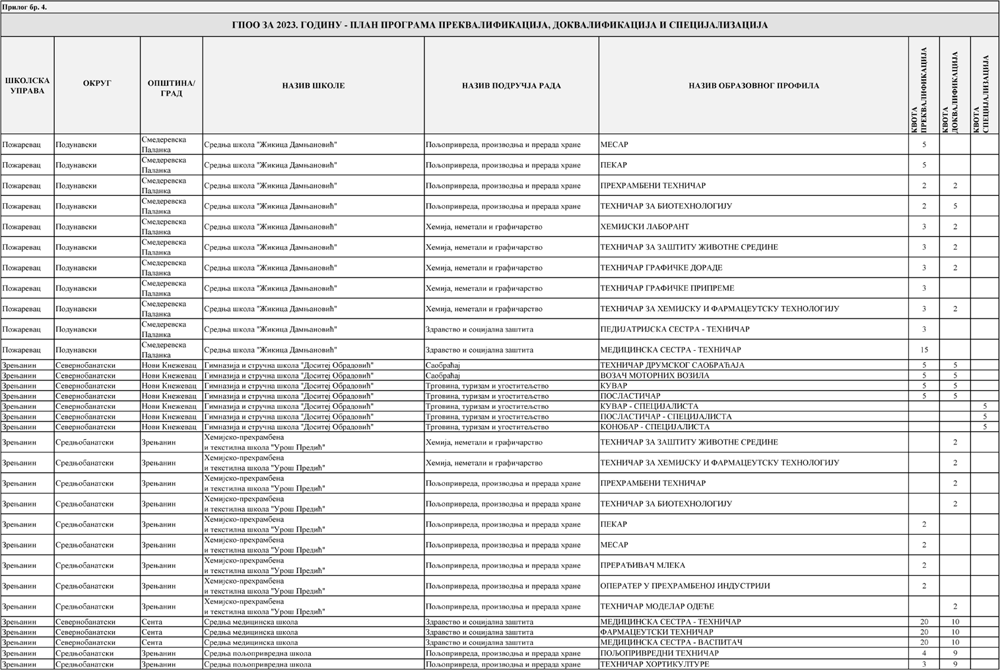 Прилог бр. 4.
ГПОО ЗА 2023. ГОДИНУ - ПЛАН ПРОГРАМА ПРЕКВАЛИФИКАЦИЈА, ДОКВАЛИФИКАЦИЈА И СПЕЦИЈАЛИЗАЦИЈА
ШКОЛСКА УПРАВА ОКРУГ ОПШТИНА/ ГРАД НАЗИВ ШКОЛЕ НАЗИВ ПОДРУЧЈА РАДА НАЗИВ ОБРАЗОВНОГ ПРОФИЛА КВОТА ПРЕКВАЛИФИКАЦИЈА КВОТА ДОКВАЛИФИКАЦИЈА КВОТА СПЕЦИЈАЛИЗАЦИЈА
Пожаревац Подунавски Смедеревска Паланка Средња школа "Жикица Дамњановић" Пољопривреда, производња и прерада хране МЕСАР 5
Пожаревац Подунавски Смедеревска Паланка Средња школа "Жикица Дамњановић" Пољопривреда, производња и прерада хране ПЕКАР 5
Пожаревац Подунавски Смедеревска Паланка Средња школа "Жикица Дамњановић" Пољопривреда, производња и прерада хране ПРЕХРАМБЕНИ ТЕХНИЧАР 2 2
Пожаревац Подунавски Смедеревска Паланка Средња школа "Жикица Дамњановић" Пољопривреда, производња и прерада хране ТЕХНИЧАР ЗА БИОТЕХНОЛОГИЈУ 2 5
Пожаревац Подунавски Смедеревска Паланка Средња школа "Жикица Дамњановић" Хемија, неметали и графичарство ХЕМИЈСКИ ЛАБОРАНТ 3 2
Пожаревац Подунавски Смедеревска Паланка Средња школа "Жикица Дамњановић" Хемија, неметали и графичарство ТЕХНИЧАР ЗА ЗАШТИТУ ЖИВОТНЕ СРЕДИНЕ 3 2
Пожаревац Подунавски Смедеревска Паланка Средња школа "Жикица Дамњановић" Хемија, неметали и графичарство ТЕХНИЧАР ГРАФИЧКЕ ДОРАДЕ 3 2
Пожаревац Подунавски Смедеревска Паланка Средња школа "Жикица Дамњановић" Хемија, неметали и графичарство ТЕХНИЧАР ГРАФИЧКЕ ПРИПРЕМЕ 3
Пожаревац Подунавски Смедеревска Паланка Средња школа "Жикица Дамњановић" Хемија, неметали и графичарство ТЕХНИЧАР ЗА ХЕМИЈСКУ И ФАРМАЦЕУТСКУ ТЕХНОЛОГИЈУ 3 2
Пожаревац Подунавски Смедеревска Паланка Средња школа "Жикица Дамњановић" Здравство и социјална заштита ПЕДИЈАТРИЈСКА СЕСТРА - ТЕХНИЧАР 3
Пожаревац Подунавски Смедеревска Паланка Средња школа "Жикица Дамњановић" Здравство и социјална заштита МЕДИЦИНСКА СЕСТРА - ТЕХНИЧАР 15
Зрењанин Севернобанатски Нови Кнежевац Гимназија и стручна школа "Доситеј Обрадовић" Саобраћај ТЕХНИЧАР ДРУМСКОГ САОБРАЋАЈА 5 5
Зрењанин Севернобанатски Нови Кнежевац Гимназија и стручна школа "Доситеј Обрадовић" Саобраћај ВОЗАЧ МОТОРНИХ ВОЗИЛА 5 5
Зрењанин Севернобанатски Нови Кнежевац Гимназија и стручна школа "Доситеј Обрадовић" Трговина, туризам и угоститељство КУВАР 5 5
Зрењанин Севернобанатски Нови Кнежевац Гимназија и стручна школа "Доситеј Обрадовић" Трговина, туризам и угоститељство ПОСЛАСТИЧАР 5 5
Зрењанин Севернобанатски Нови Кнежевац Гимназија и стручна школа "Доситеј Обрадовић" Трговина, туризам и угоститељство КУВАР - СПЕЦИЈАЛИСТА 5
Зрењанин Севернобанатски Нови Кнежевац Гимназија и стручна школа "Доситеј Обрадовић" Трговина, туризам и угоститељство ПОСЛАСТИЧАР - СПЕЦИЈАЛИСТА 5
Зрењанин Севернобанатски Нови Кнежевац Гимназија и стручна школа "Доситеј Обрадовић" Трговина, туризам и угоститељство КОНОБАР - СПЕЦИЈАЛИСТА 5
Зрењанин Средњобанатски Зрењанин Хемијско-прехрамбена и текстилна школа "Урош Предић" Хемија, неметали и графичарство ТЕХНИЧАР ЗА ЗАШТИТУ ЖИВОТНЕ СРЕДИНЕ 2
Зрењанин Средњобанатски Зрењанин Хемијско-прехрамбена и текстилна школа "Урош Предић" Хемија, неметали и графичарство ТЕХНИЧАР ЗА ХЕМИЈСКУ И ФАРМАЦЕУТСКУ ТЕХНОЛОГИЈУ 2
Зрењанин Средњобанатски Зрењанин Хемијско-прехрамбена и текстилна школа "Урош Предић" Пољопривреда, производња и прерада хране ПРЕХРАМБЕНИ ТЕХНИЧАР 2
Зрењанин Средњобанатски Зрењанин Хемијско-прехрамбена и текстилна школа "Урош Предић" Пољопривреда, производња и прерада хране ТЕХНИЧАР ЗА БИОТЕХНОЛОГИЈУ 2
Зрењанин Средњобанатски Зрењанин Хемијско-прехрамбена и текстилна школа "Урош Предић" Пољопривреда, производња и прерада хране ПЕКАР 2
Зрењанин Средњобанатски Зрењанин Хемијско-прехрамбена и текстилна школа "Урош Предић" Пољопривреда, производња и прерада хране МЕСАР 2
Зрењанин Средњобанатски Зрењанин Хемијско-прехрамбена и текстилна школа "Урош Предић" Пољопривреда, производња и прерада хране ПРЕРАЂИВАЧ МЛЕКА 2
Зрењанин Средњобанатски Зрењанин Хемијско-прехрамбена и текстилна школа "Урош Предић" Пољопривреда, производња и прерада хране ОПЕРАТЕР У ПРЕХРАМБЕНОЈ ИНДУСТРИЈИ 2
Зрењанин Средњобанатски Зрењанин Хемијско-прехрамбена и текстилна школа "Урош Предић" Пољопривреда, производња и прерада хране ТЕХНИЧАР МОДЕЛАР ОДЕЋЕ 2
Зрењанин Севернобанатски Сента Средња медицинска школа Здравство и социјална заштита МЕДИЦИНСКА СЕСТРА - ТЕХНИЧАР 20 10
Зрењанин Севернобанатски Сента Средња медицинска школа Здравство и социјална заштита ФАРМАЦЕУТСКИ ТЕХНИЧАР 20 10
Зрењанин Севернобанатски Сента Средња медицинска школа Здравство и социјална заштита МЕДИЦИНСКА СЕСТРА - ВАСПИТАЧ 20 10
Зрењанин Средњобанатски Зрењанин Средња пољопривредна школа Пољопривреда, производња и прерада хране ПОЉОПРИВРЕДНИ ТЕХНИЧАР 4 9
Зрењанин Средњобанатски Зрењанин Средња пољопривредна школа Пољопривреда, производња и прерада хране ТЕХНИЧАР ХОРТИКУЛТУРЕ 3 9